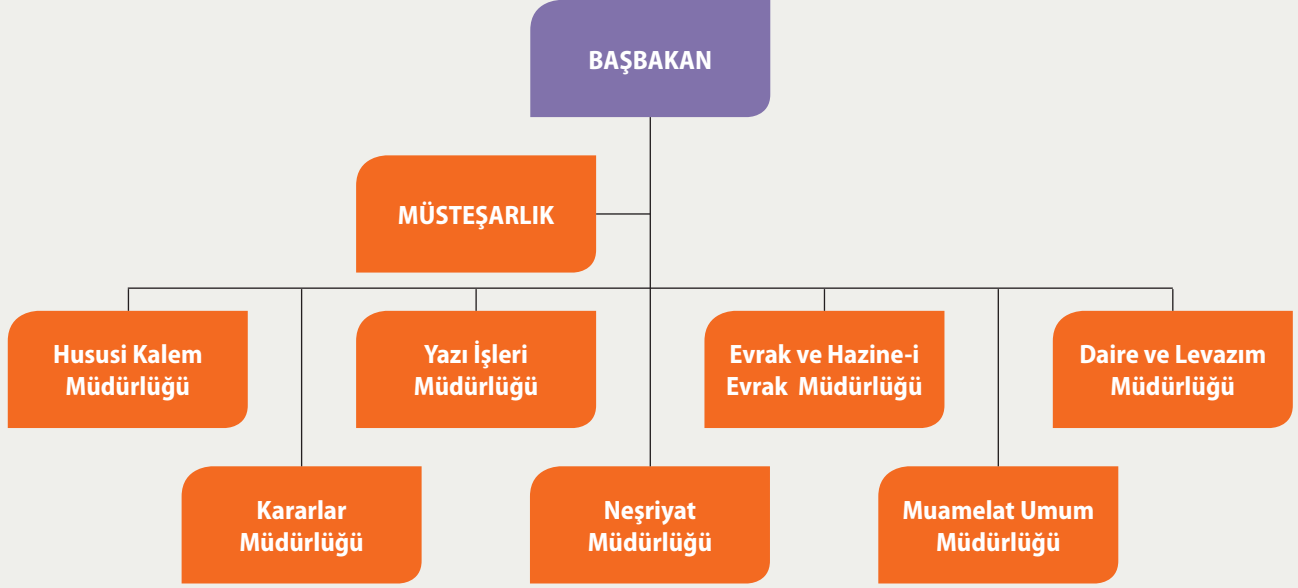 BAŞBAKAN
MÜSTEŞARLIK
Hususi Kalem
Müdürlüğü
Yazı İşleri
Müdürlüğü
Evrak ve Hazine-i
Evrak Müdürlüğü
Daire ve Levazım
Müdürlüğü
Kararlar
Müdürlüğü
Neşriyat
Müdürlüğü
Muamelat Umum
Müdürlüğü